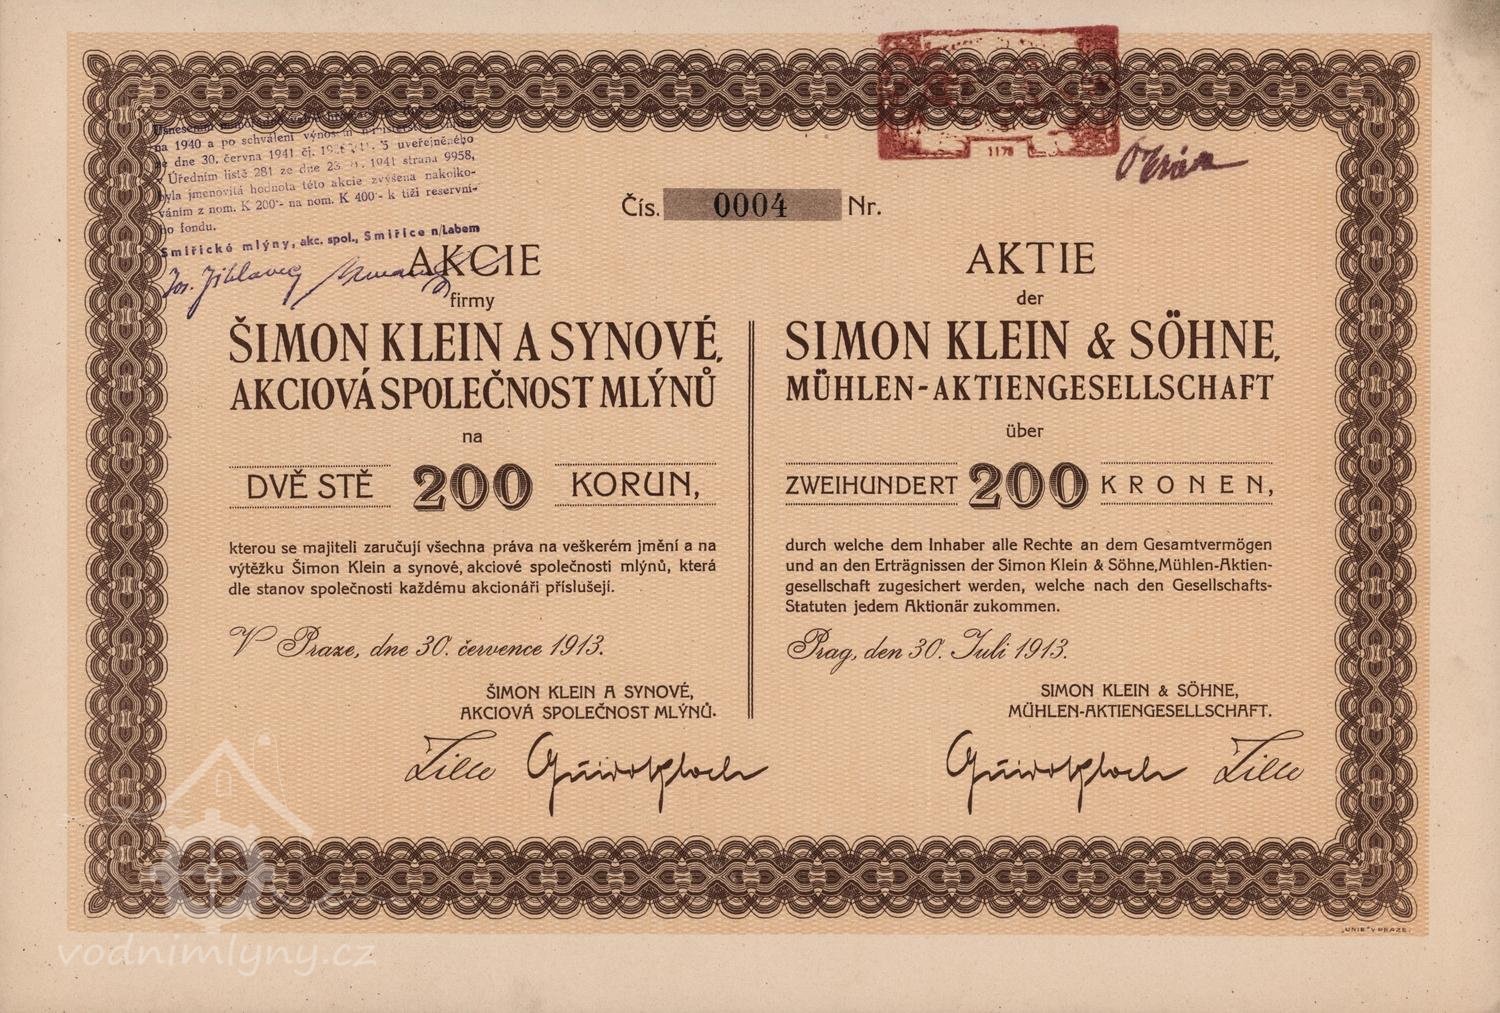 na 1940 a po schválení výnosem ministerstva
ze dne 30. června 1941 čj. uveřejněného
v Úředním listě 281 ze dne 1941 strana 9958,
byla jmenovitá hodnota této akcie zvýšena nakolko-
váním z nom. K 200'- na nom. K 400'- k tíži reservní-
ho fondu.
Smiřické mlýny, akc. spol., Smiřice n/Labem
1178
Čís. 0004 Nr.
AKCIE
firmy
ŠIMON KLEIN A SYNOVÉ,
AKCIOVÁ SPOLEČNOST MLÝNŮ
na
DVĚ STĚ 200 KORUN,
kterou se majiteli zaručují všechna práva na veškerém jmění a na
výtěžku Šimon Klein a synové, akciové společnosti mlýnů, která
dle stanov společnosti každému akcionáři příslušejí.
V Praze, dne 30. července 1913.
ŠIMON KLEIN A SYNOVÉ,
AKCIOVÁ SPOLEČNOST MLÝNŮ.
AKTIE
der
SIMON KLEIN & SÖHNE,
MÜHLEN-AKTIENGESELLSCHAFT
über
ZWEIHUNDERT 200 KRONEN,
durch welche dem Inhaber alle Rechte an dem Gesamtvermögen
und an den Erträgnissen der Simon Klein & Söhne, Mühlen-Aktien-
gesellschaft zugesichert werden, welche nach den Gesellschafts-
Statuten jedem Aktionär zukommen.
Prag, den 30. Juli 1913.
SIMON KLEIN & SÖHNE,
MÜHLEN-AKTIENGESELLSCHAFT.
„UNIE" V PRAZE.
vodnimlyny.cz